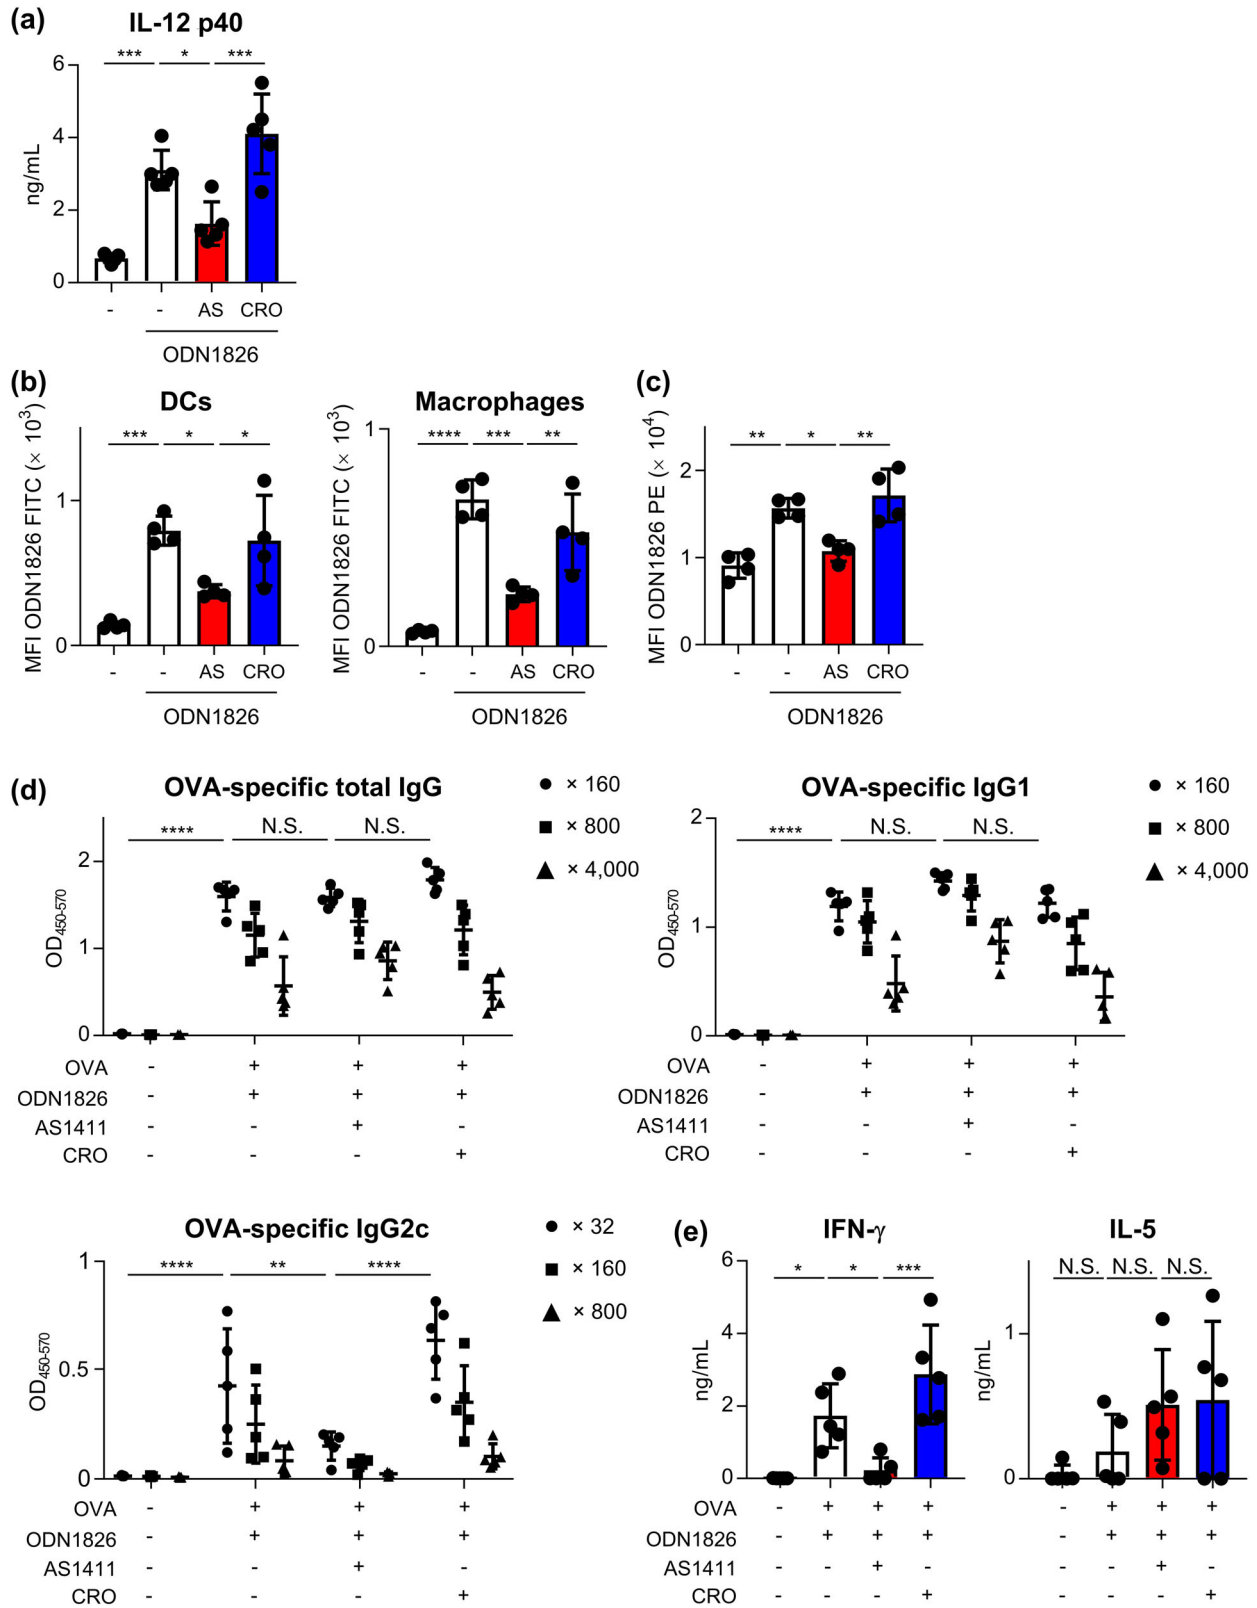 (a)
IL-12 p40
*** * ***
6
4
2
0
ng/mL
- - AS CRO
ODN1826
(b)
DCs
*** * *
MFI ODN1826 FITC (× 10³)
1
0
- - AS CRO
ODN1826
Macrophages
**** *** **
MFI ODN1826 FITC (× 10³)
1
0
- - AS CRO
ODN1826
(c)
** * **
MFI ODN1826 PE (× 10⁴)
2
1
0
- - AS CRO
ODN1826
(d)
OVA-specific total IgG
× 160
× 800
× 4,000
**** N.S. N.S.
2
1
0
OD450-570
OVA - + + +
ODN1826 - + + +
AS1411 - - + -
CRO - - - +
OVA-specific IgG1
× 160
× 800
× 4,000
**** N.S. N.S.
2
1
0
OD450-570
OVA - + + +
ODN1826 - + + +
AS1411 - - + -
CRO - - - +
OVA-specific IgG2c
× 32
× 160
× 800
**** ** ****
1
0.5
0
OD450-570
OVA - + + +
ODN1826 - + + +
AS1411 - - + -
CRO - - - +
(e)
IFN-γ
* * ***
6
4
2
0
ng/mL
IL-5
N.S. N.S. N.S.
1
0
ng/mL
OVA - + + + - + + +
ODN1826 - + + + - + + +
AS1411 - - + - - - + -
CRO - - - + - - - +